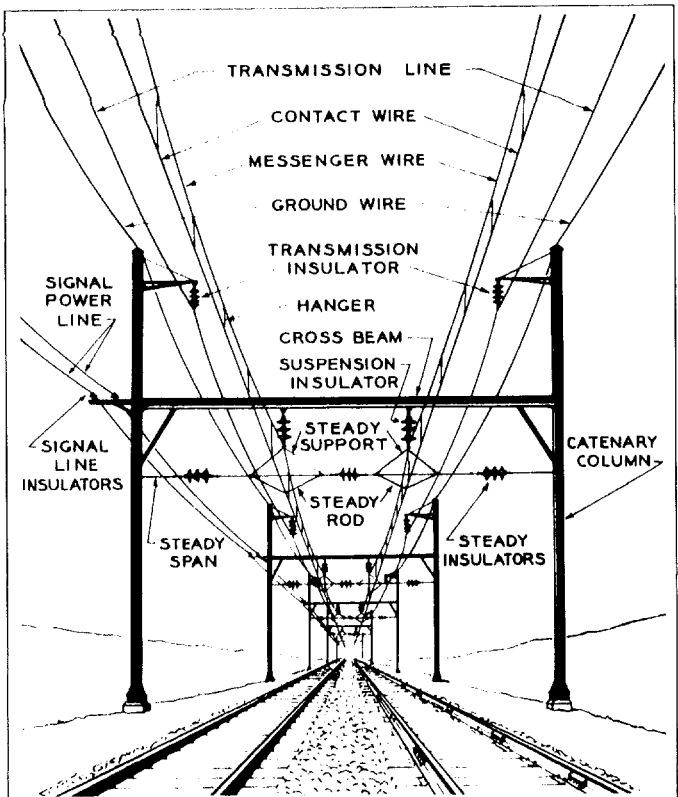 TRANSMISSION LINE
CONTACT WIRE
MESSENGER WIRE
GROUND WIRE
TRANSMISSION
INSULATOR
SIGNAL
POWER
LINE
HANGER
CROSS BEAM
SUSPENSION
INSULATOR
STEADY
SUPPORT
SIGNAL
LINE
INSULATORS
CATENARY
COLUMN
STEADY
ROD
STEADY
SPAN
STEADY
INSULATORS